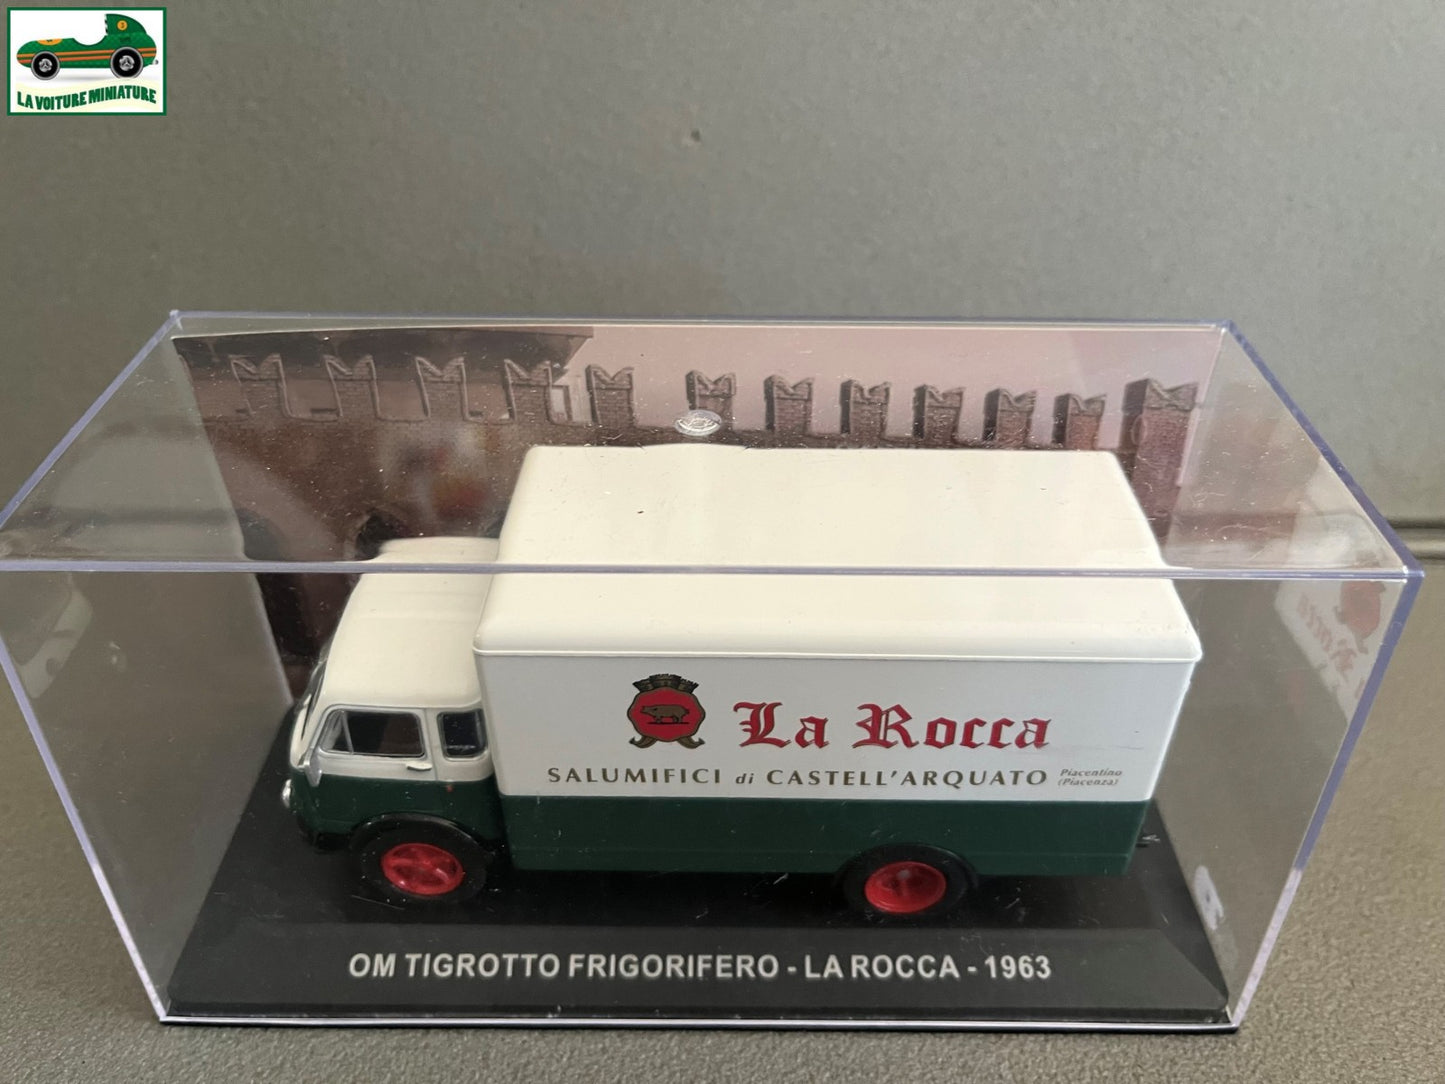 LA VOITURE MINIATURE
La Rocca
SALUMIFICI di CASTELL'ARQUATO Piacentino
(Piacenza)
OM TIGROTTO FRIGORIFERO - LA ROCCA - 1963